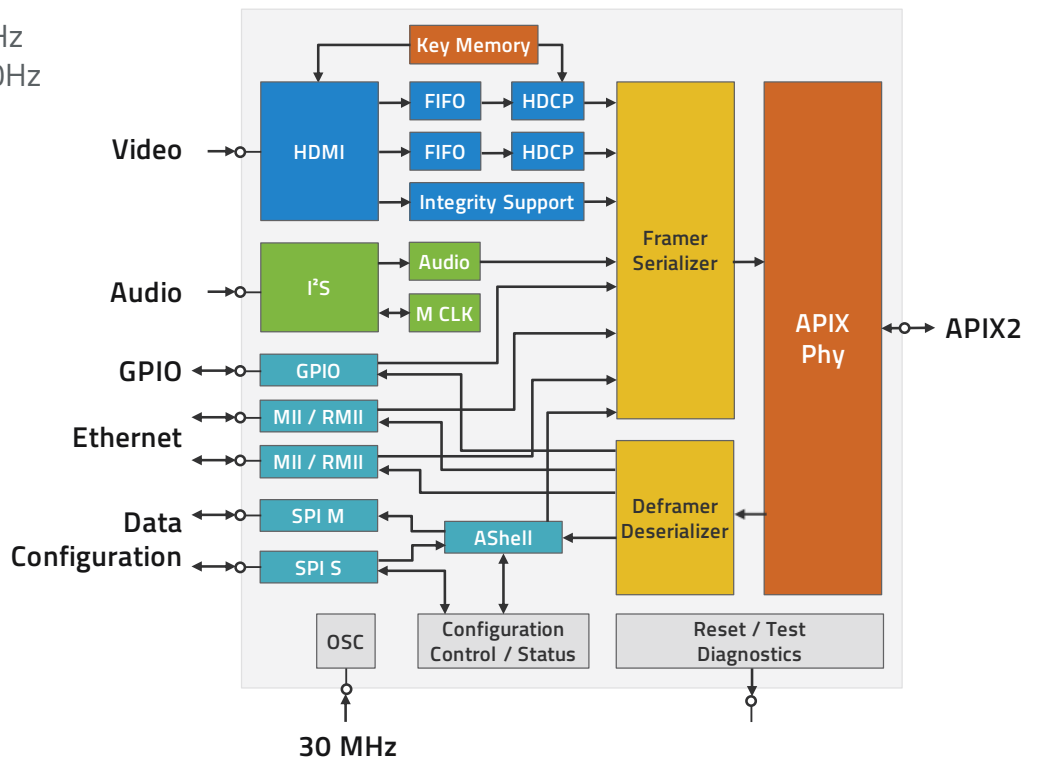 Hz
0Hz
Key Memory
Video
HDMI
FIFO
HDCP
FIFO
HDCP
Integrity Support
Framer
Serializer
APIX
Phy
APIX2
Audio
I²S
Audio
M CLK
GPIO
GPIO
Ethernet
MII / RMII
MII / RMII
Data
Configuration
SPI M
SPI S
AShell
Deframer
Deserializer
OSC
Configuration
Control / Status
Reset / Test
Diagnostics
30 MHz